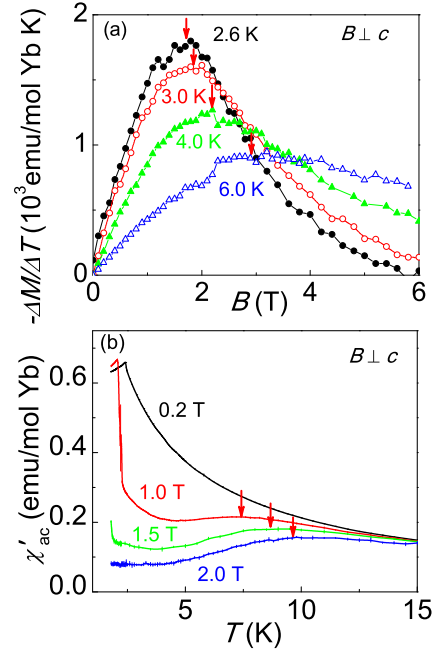 (a)
2.6 K
B ⊥ c
3.0 K
4.0 K
6.0 K
-ΔM/ΔT (10³emu/mol Yb K)
2
1
0
0
2
4
6
B (T)
(b)
B ⊥ c
0.2 T
1.0 T
1.5 T
2.0 T
χ′ac (emu/mol Yb)
0.6
0.4
0.2
0.0
5
10
15
T (K)